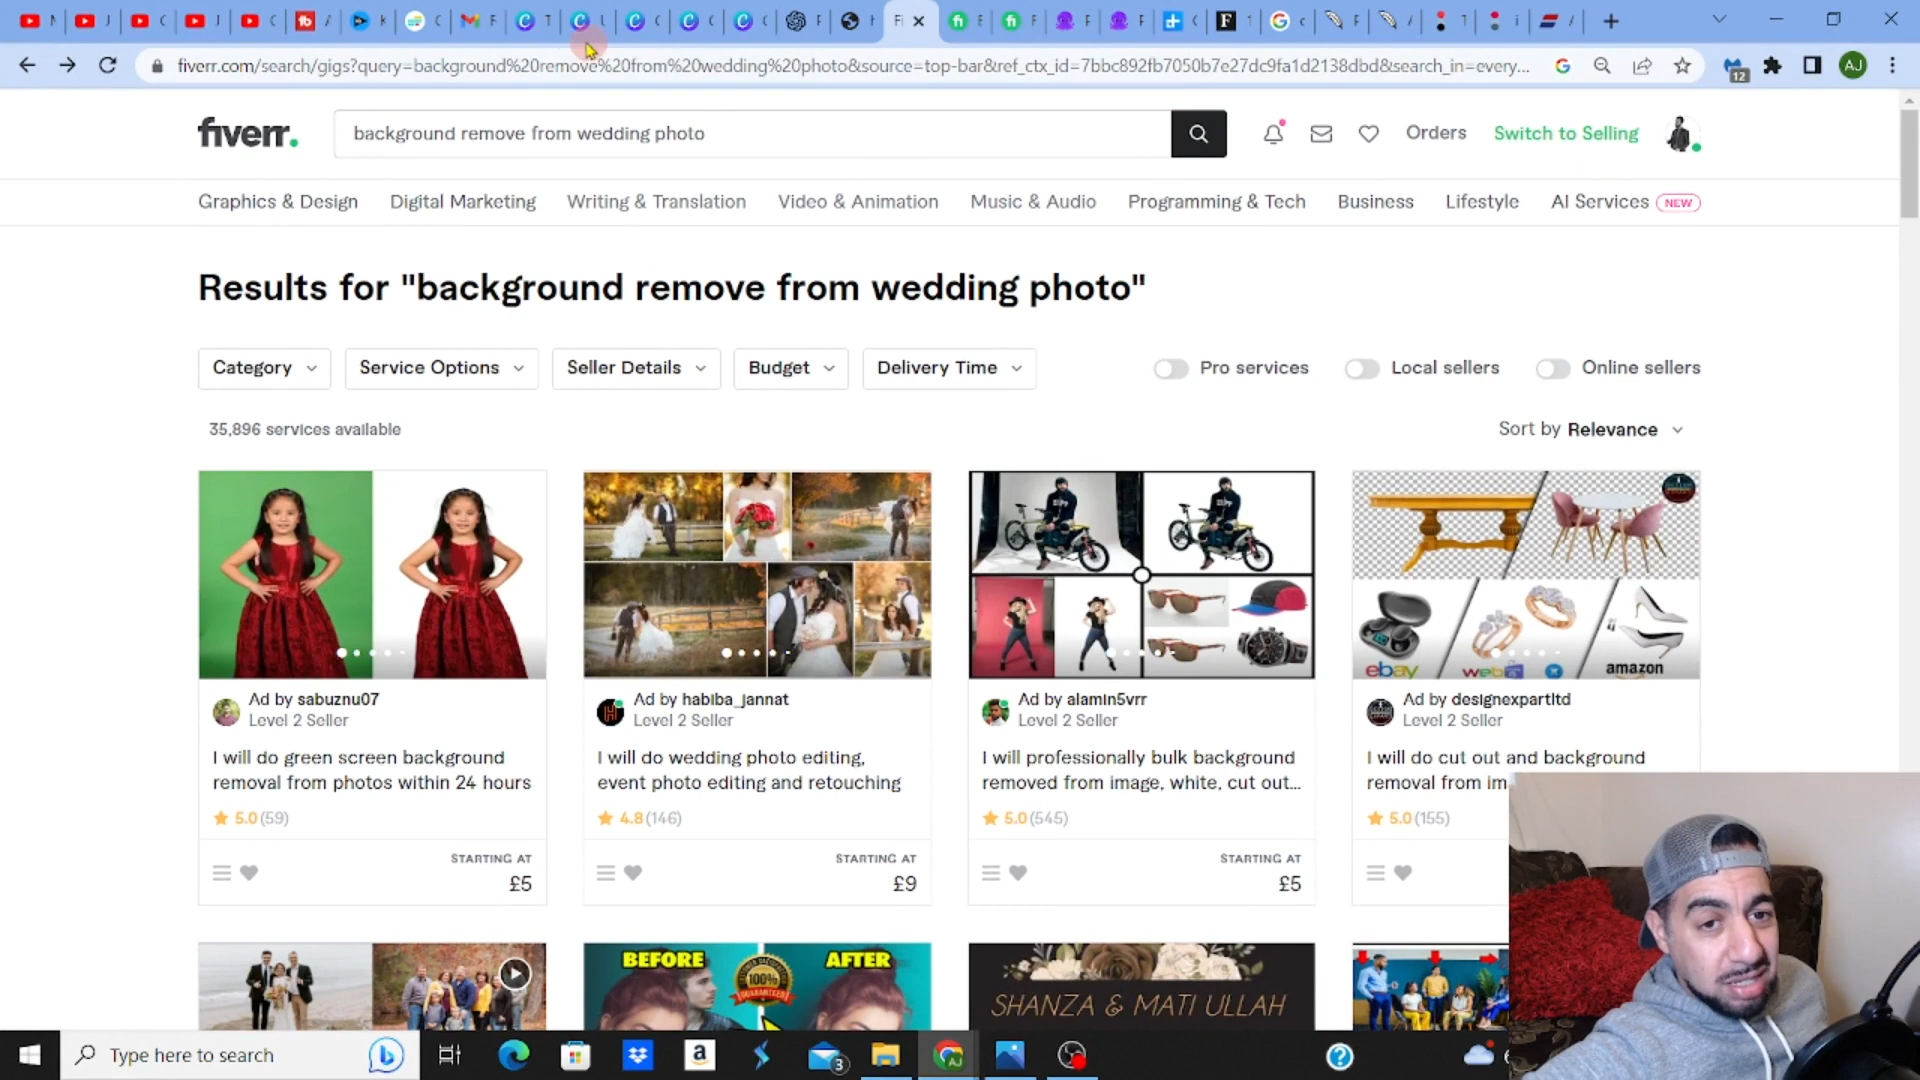 fiverr.com/search/gigs?query=background%20remove%20from%20wedding%20photo&source=top-bar&ref_ctx_id=7bbc892fb7050b7e27dc9fa1d2138dbd&search_in=every...
AJ
12
fiverr.
background remove from wedding photo
Orders
Switch to Selling
Graphics & Design
Digital Marketing
Writing & Translation
Video & Animation
Music & Audio
Programming & Tech
Business
Lifestyle
AI Services NEW
Results for "background remove from wedding photo"
Category
Service Options
Seller Details
Budget
Delivery Time
Pro services
Local sellers
Online sellers
35,896 services available
Sort by Relevance
ebay
amazon
Ad by sabuznu07
Level 2 Seller
I will do green screen background
removal from photos within 24 hours
5.0 (59)
STARTING AT
£5
Ad by habiba_jannat
Level 2 Seller
I will do wedding photo editing,
event photo editing and retouching
4.8 (146)
STARTING AT
£9
Ad by alamin5vrr
Level 2 Seller
I will professionally bulk background
removed from image, white, cut out...
5.0 (545)
STARTING AT
£5
Ad by designexpartltd
Level 2 Seller
I will do cut out and background
removal from im
5.0 (155)
BEFORE
100%
AFTER
SHANZA & MATI ULLAH
Type here to search
3